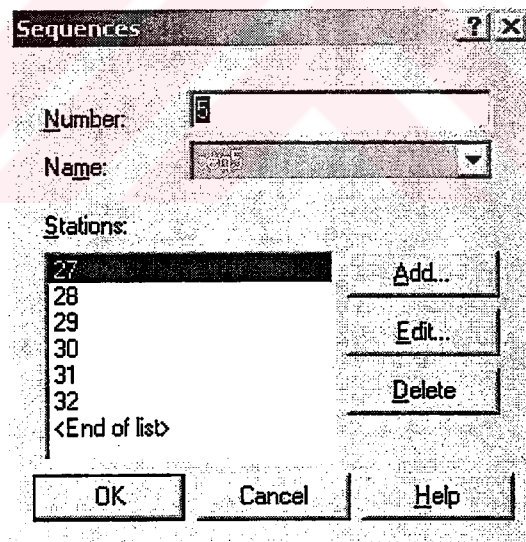 Sequences
Number: 5
Name:
Stations:
27
28
29
30
31
32
<End of list>
Add...
Edit...
Delete
OK Cancel Help